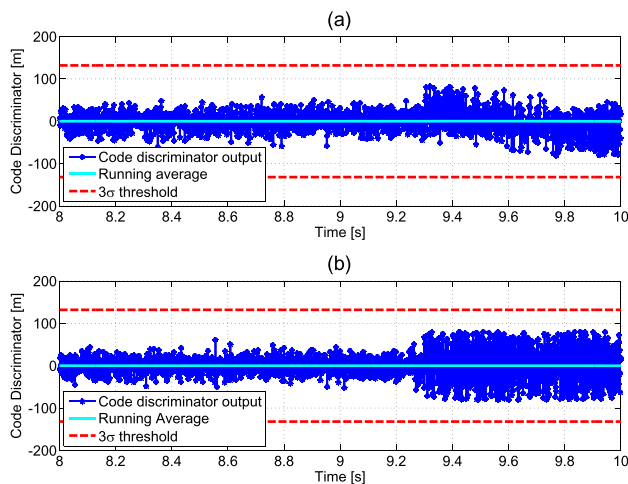 (a)
Code Discriminator [m]
200
100
0
-100
-200
Code discriminator output
Running average
3σ threshold
8 8.2 8.4 8.6 8.8 9 9.2 9.4 9.6 9.8 10
Time [s]
(b)
Code Discriminator [m]
200
100
0
-100
-200
Code discriminator output
Running Average
3σ threshold
8 8.2 8.4 8.6 8.8 9 9.2 9.4 9.6 9.8 10
Time [s]